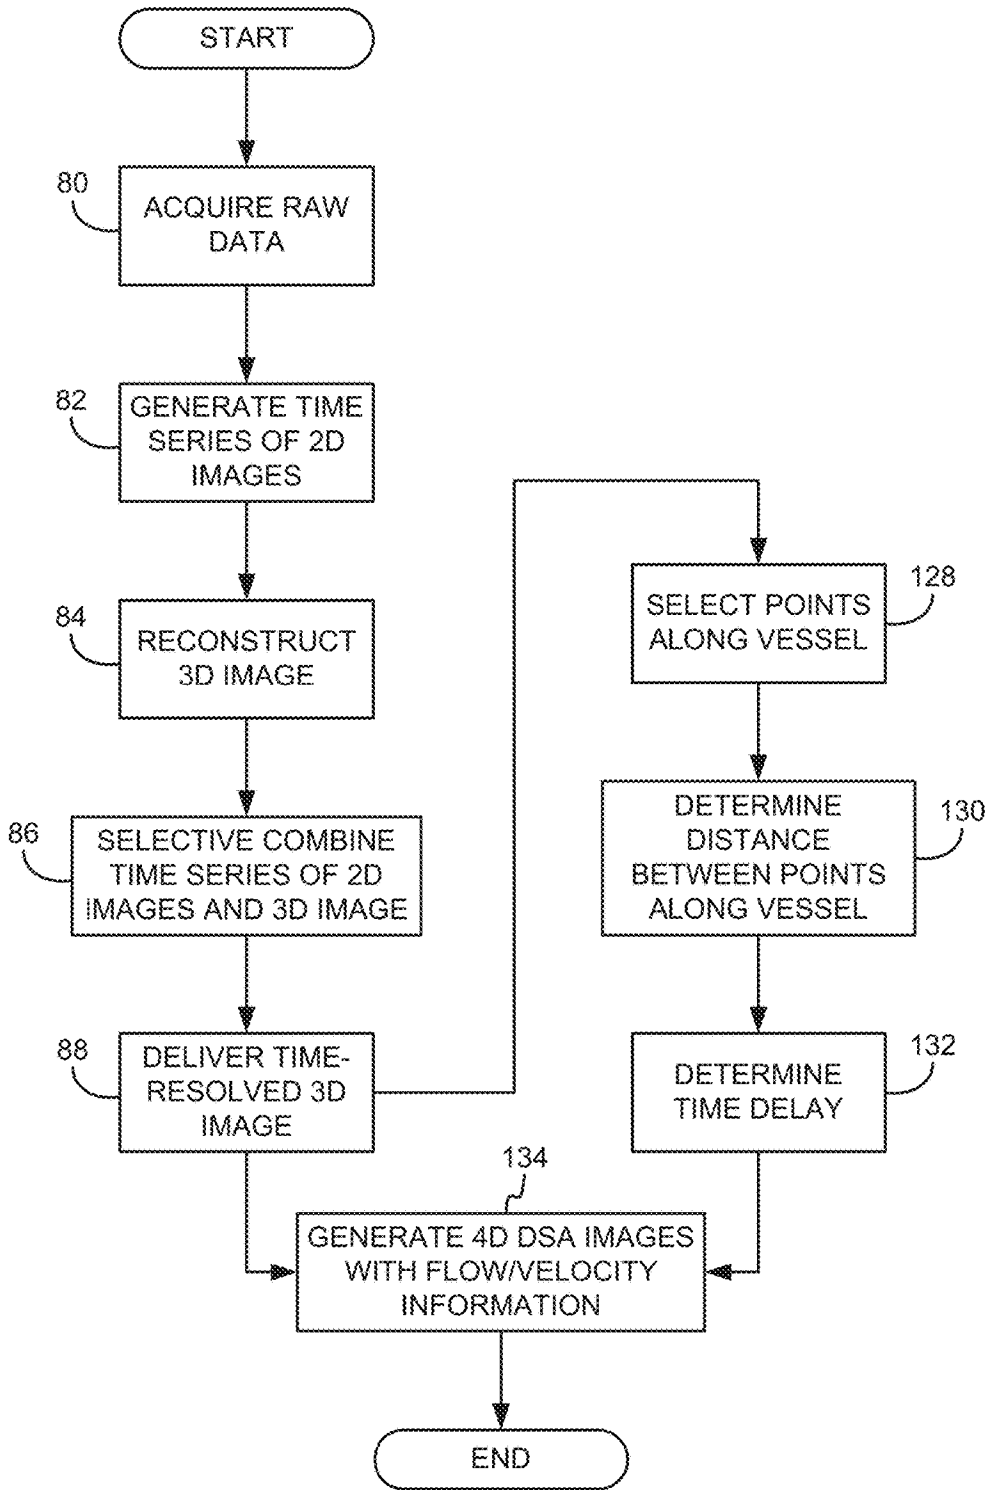 START
80
ACQUIRE RAW
DATA
82
GENERATE TIME
SERIES OF 2D
IMAGES
84
RECONSTRUCT
3D IMAGE
86
SELECTIVE COMBINE
TIME SERIES OF 2D
IMAGES AND 3D IMAGE
88
DELIVER TIME-
RESOLVED 3D
IMAGE
128
SELECT POINTS
ALONG VESSEL
130
DETERMINE
DISTANCE
BETWEEN POINTS
ALONG VESSEL
132
DETERMINE
TIME DELAY
134
GENERATE 4D DSA IMAGES
WITH FLOW/VELOCITY
INFORMATION
END